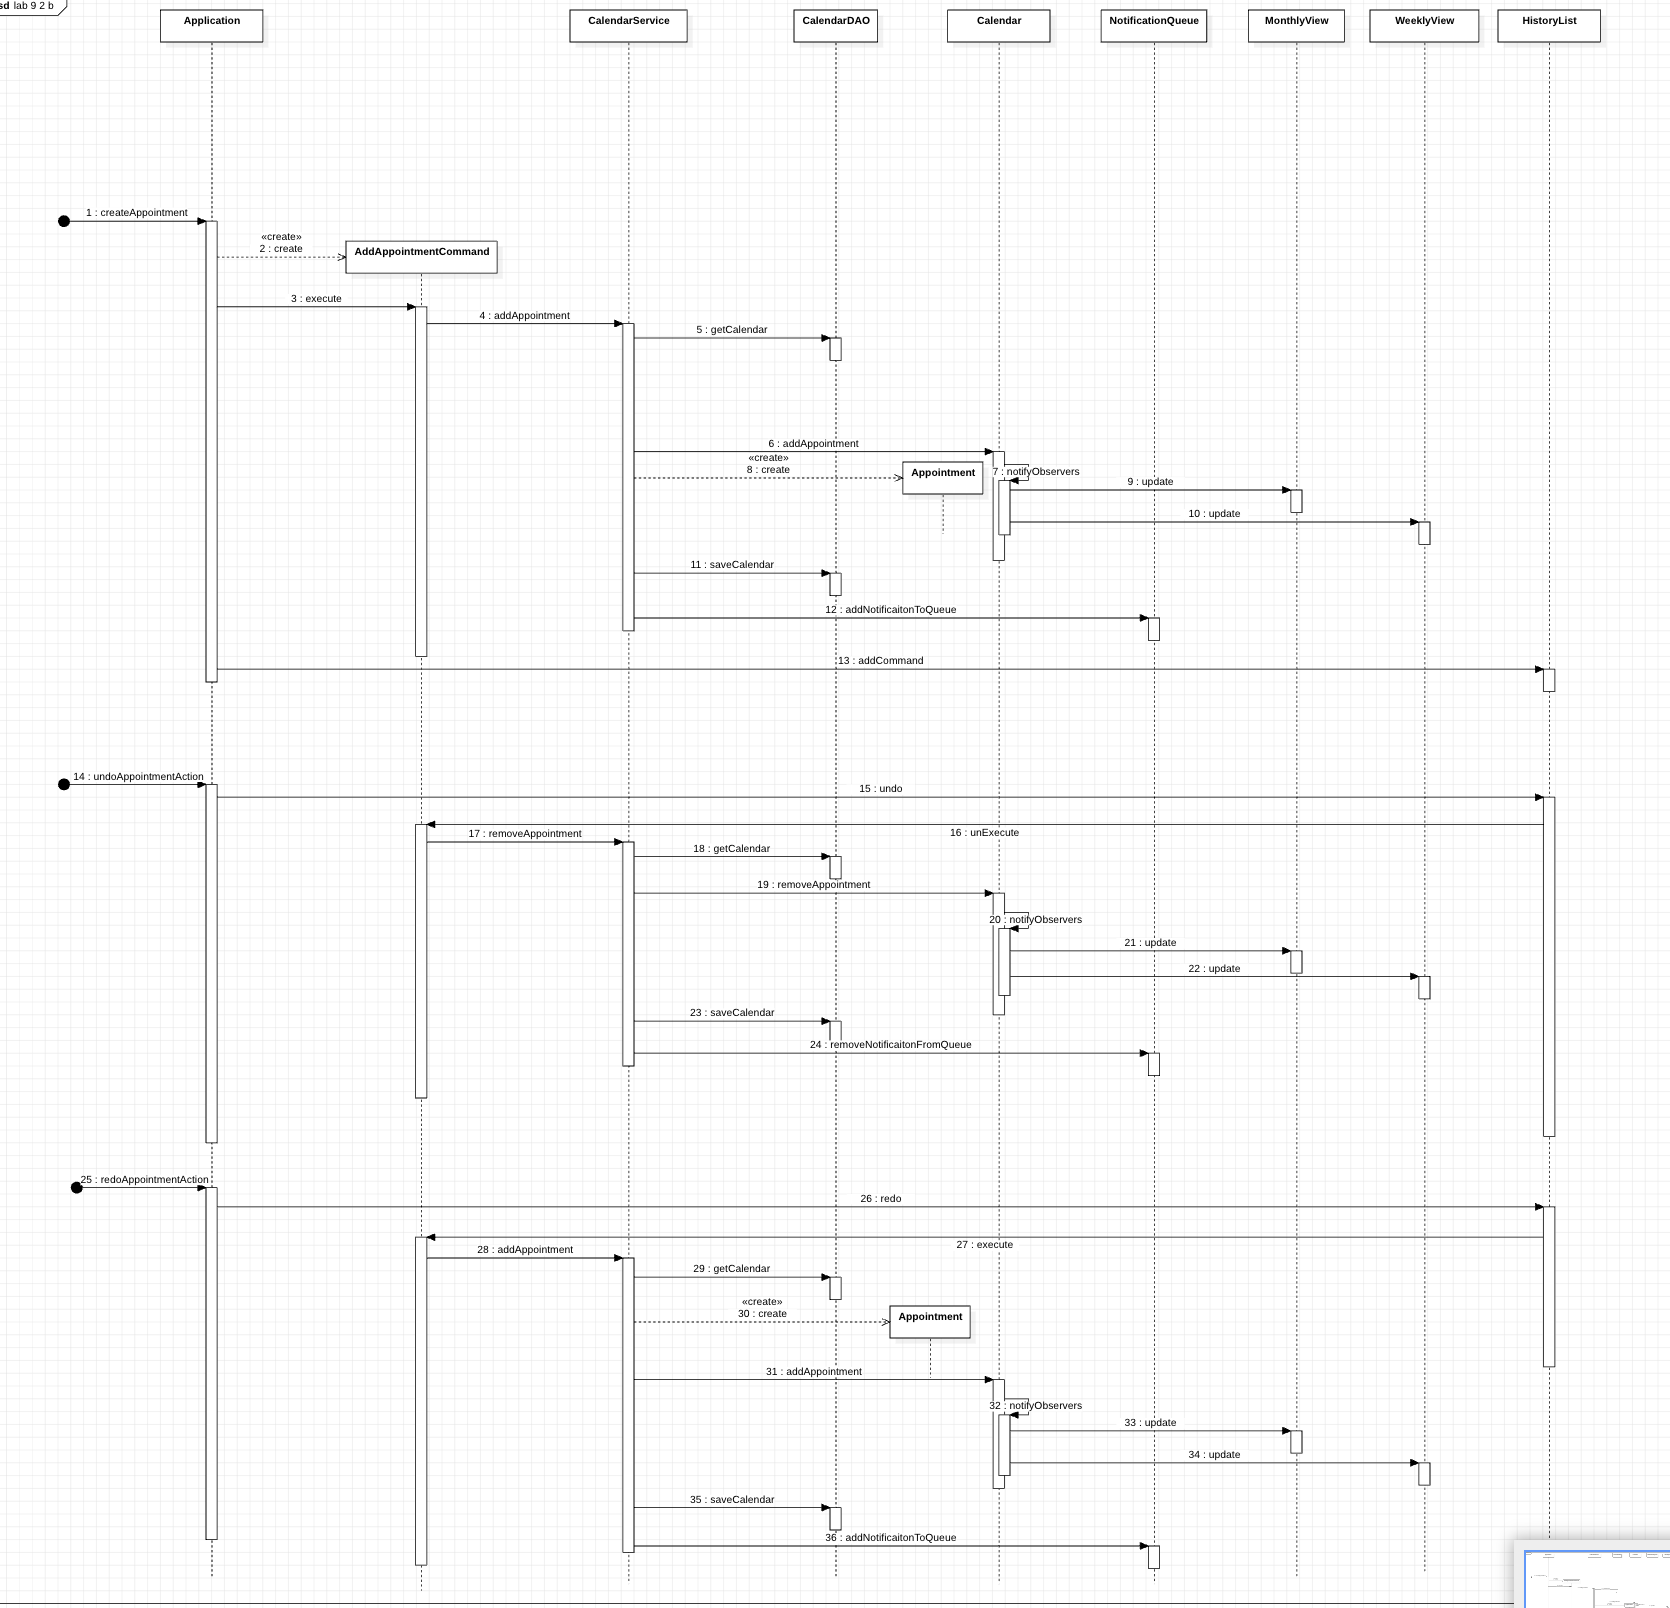 sd lab 9 2 b
Application
CalendarService
CalendarDAO
Calendar
NotificationQueue
MonthlyView
WeeklyView
HistoryList
1 : createAppointment
«create»
2 : create
AddAppointmentCommand
3 : execute
4 : addAppointment
5 : getCalendar
6 : addAppointment
«create»
8 : create
Appointment
7 : notifyObservers
9 : update
10 : update
11 : saveCalendar
12 : addNotificaitonToQueue
13 : addCommand
14 : undoAppointmentAction
15 : undo
16 : unExecute
17 : removeAppointment
18 : getCalendar
19 : removeAppointment
20 : notifyObservers
21 : update
22 : update
23 : saveCalendar
24 : removeNotificaitonFromQueue
25 : redoAppointmentAction
26 : redo
27 : execute
28 : addAppointment
29 : getCalendar
«create»
30 : create
Appointment
31 : addAppointment
32 : notifyObservers
33 : update
34 : update
35 : saveCalendar
36 : addNotificaitonToQueue